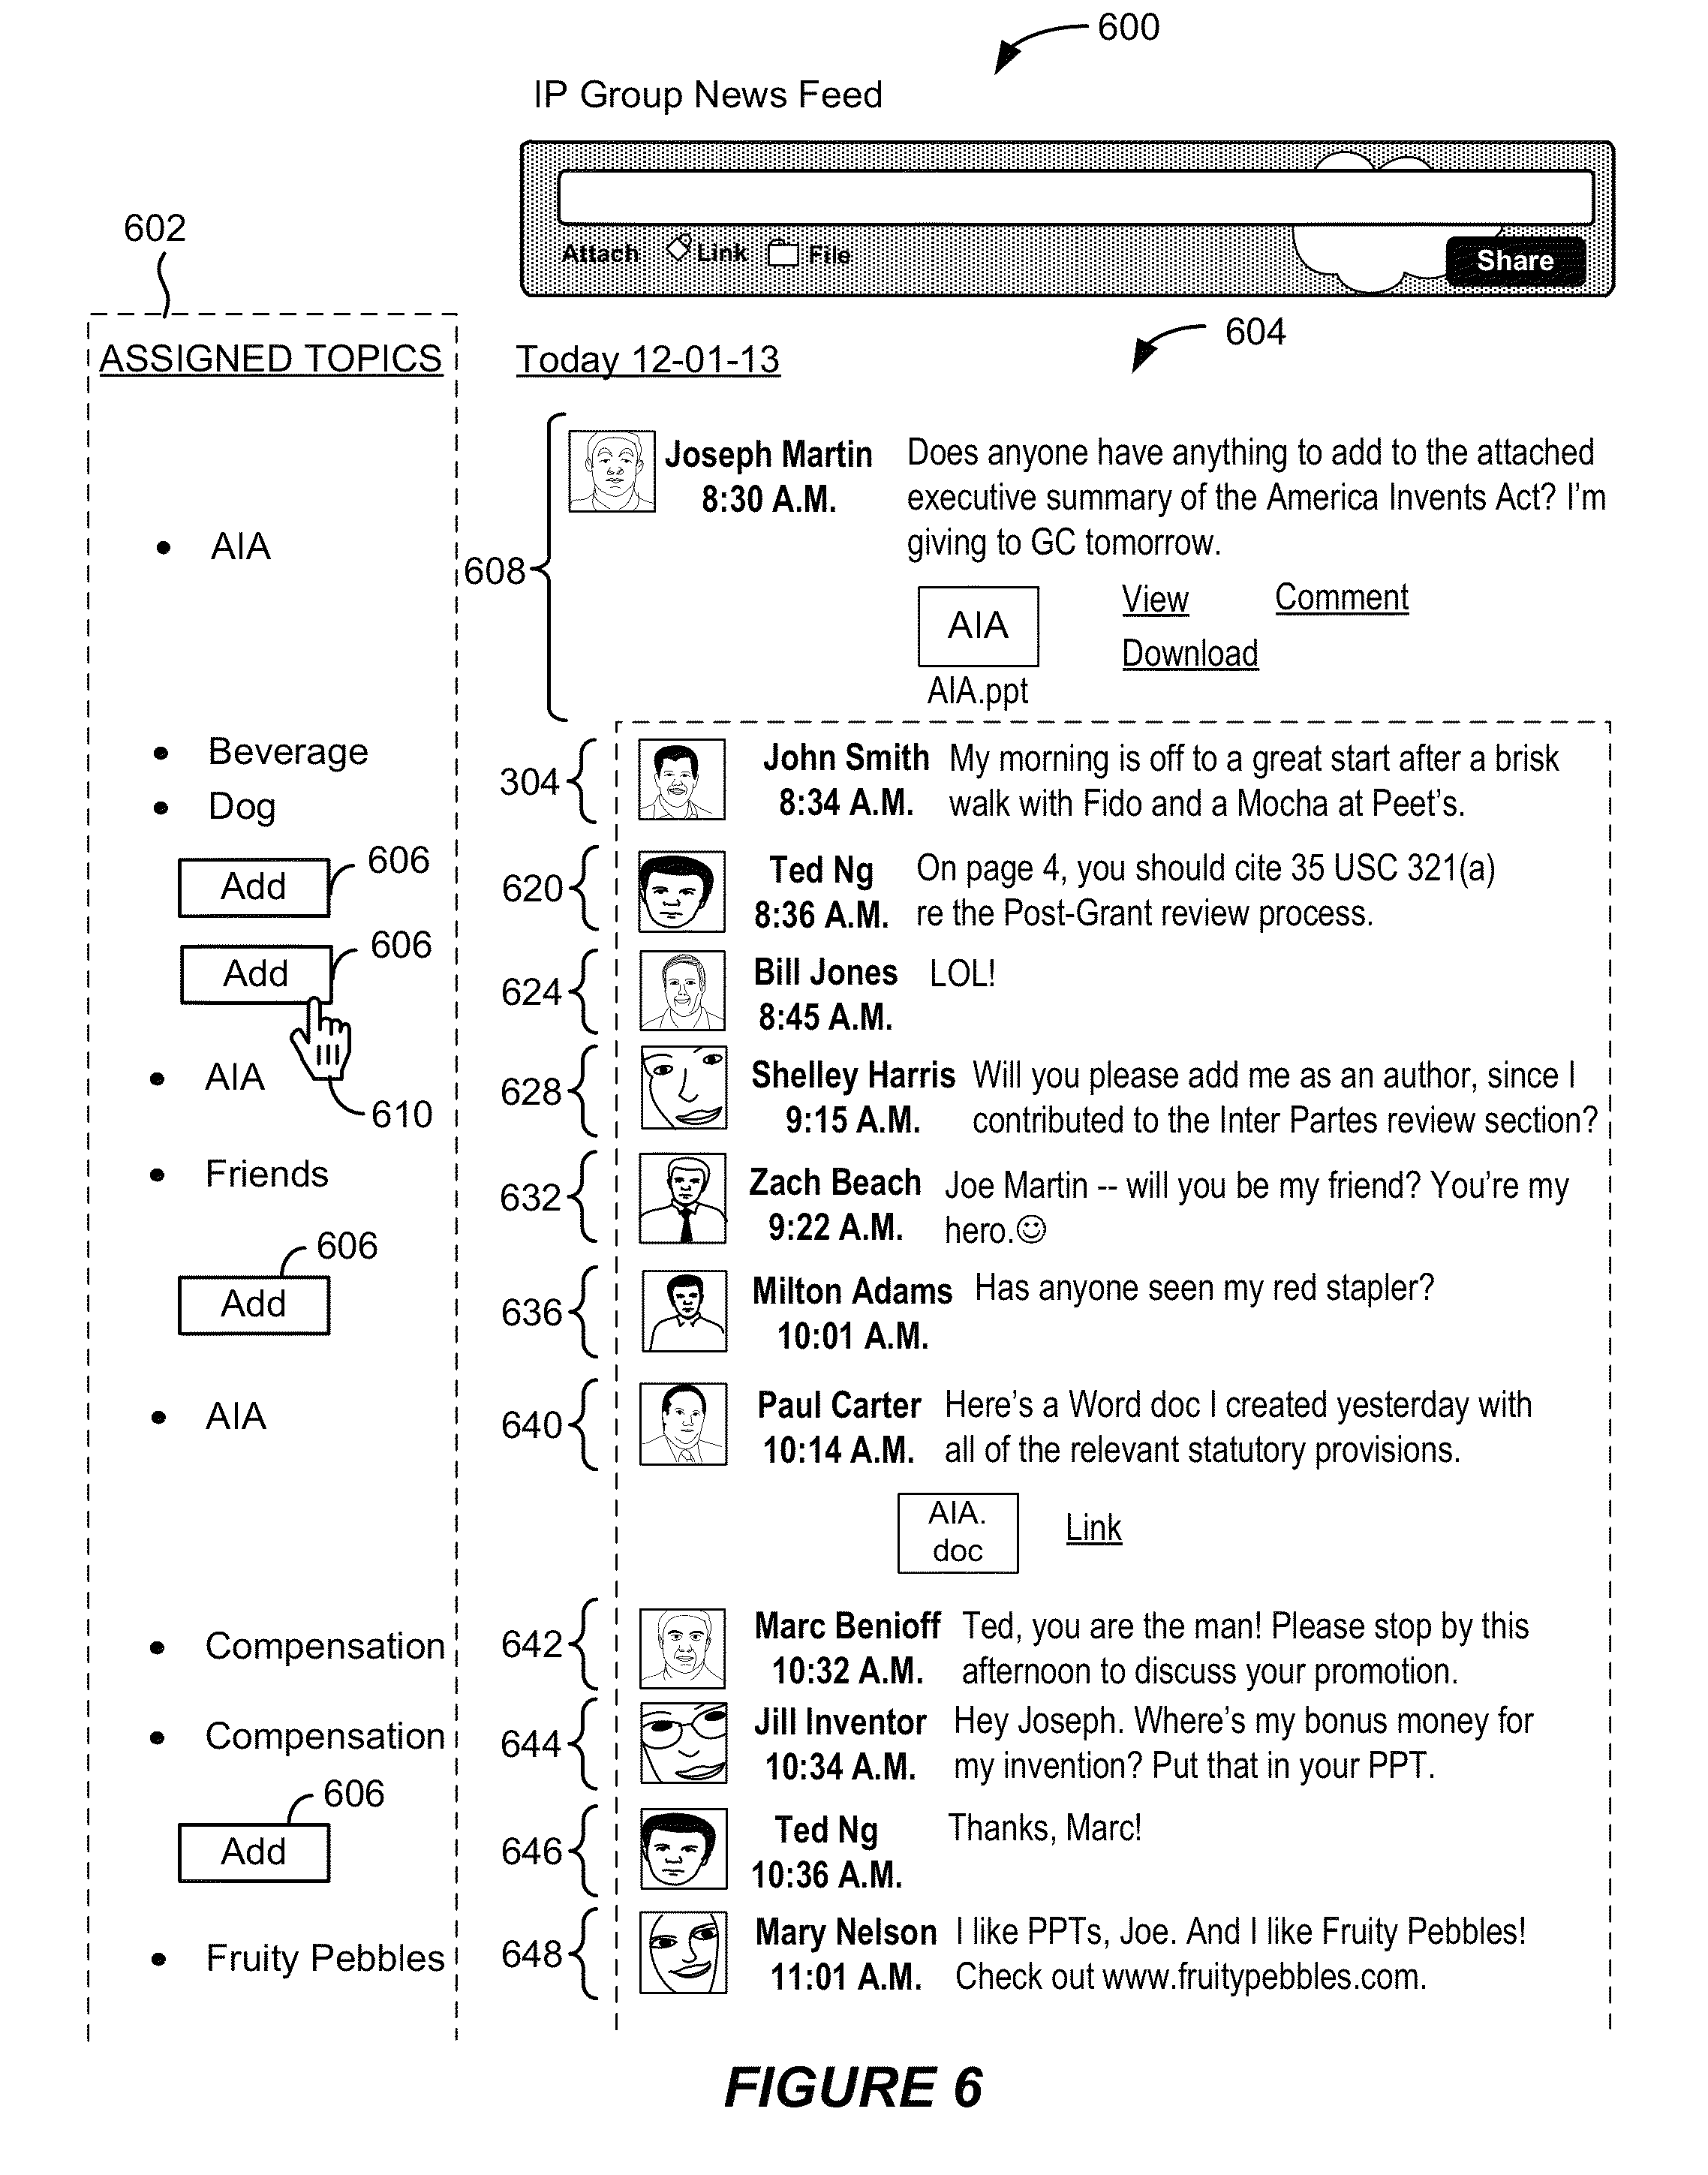 600
IP Group News Feed
Attach Link File
Share
602
604
ASSIGNED TOPICS
Today 12-01-13
608
Joseph Martin
8:30 A.M.
Does anyone have anything to add to the attached
executive summary of the America Invents Act? I'm
giving to GC tomorrow.
• AIA
AIA
View Comment
Download
AIA.ppt
• Beverage
• Dog
304
John Smith My morning is off to a great start after a brisk
8:34 A.M. walk with Fido and a Mocha at Peet's.
Add 606
620
Ted Ng On page 4, you should cite 35 USC 321(a)
8:36 A.M. re the Post-Grant review process.
Add 606
610
624
Bill Jones LOL!
8:45 A.M.
• AIA
628
Shelley Harris Will you please add me as an author, since I
9:15 A.M. contributed to the Inter Partes review section?
• Friends
632
Zach Beach Joe Martin -- will you be my friend? You're my
9:22 A.M. hero.☺
Add 606
636
Milton Adams Has anyone seen my red stapler?
10:01 A.M.
• AIA
640
Paul Carter Here's a Word doc I created yesterday with
10:14 A.M. all of the relevant statutory provisions.
AIA.
doc
Link
• Compensation
642
Marc Benioff Ted, you are the man! Please stop by this
10:32 A.M. afternoon to discuss your promotion.
• Compensation
644
Jill Inventor Hey Joseph. Where's my bonus money for
10:34 A.M. my invention? Put that in your PPT.
Add 606
646
Ted Ng Thanks, Marc!
10:36 A.M.
• Fruity Pebbles
648
Mary Nelson I like PPTs, Joe. And I like Fruity Pebbles!
11:01 A.M. Check out www.fruitypebbles.com.
FIGURE 6